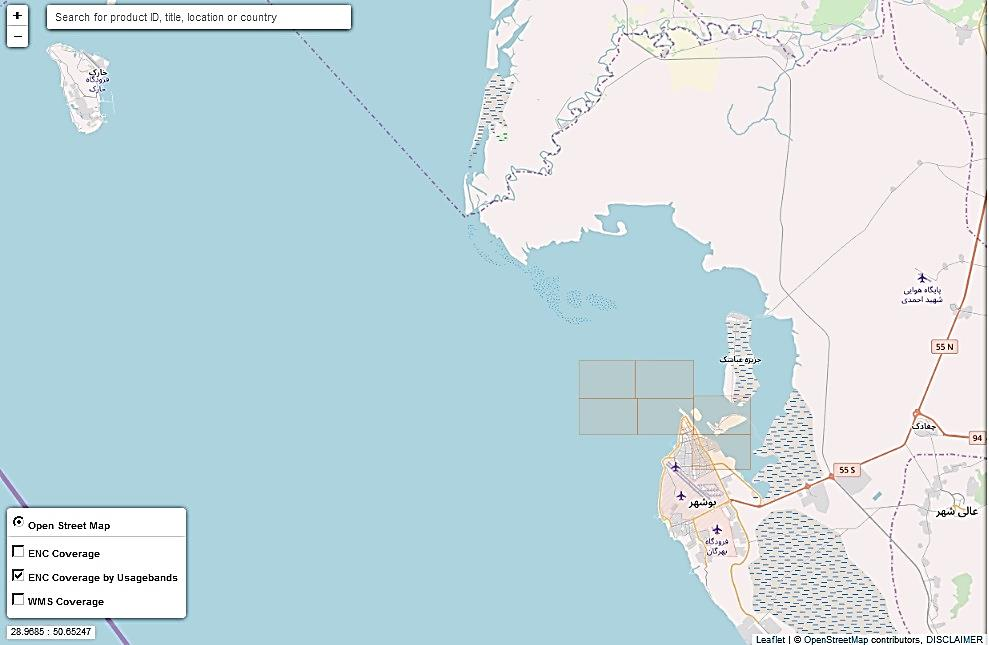 +
−
Search for product ID, title, location or country
خارک
فرودگاه
خارک
پایگاه هوایی
شهید احمدی
55 N
جزیره عباسک
چغادک
94
55 S
بوشهر
عالی شهر
فرودگاه
بهرگان
Open Street Map
ENC Coverage
ENC Coverage by Usagebands
WMS Coverage
28.9685 : 50.65247
Leaflet | © OpenStreetMap contributors, DISCLAIMER